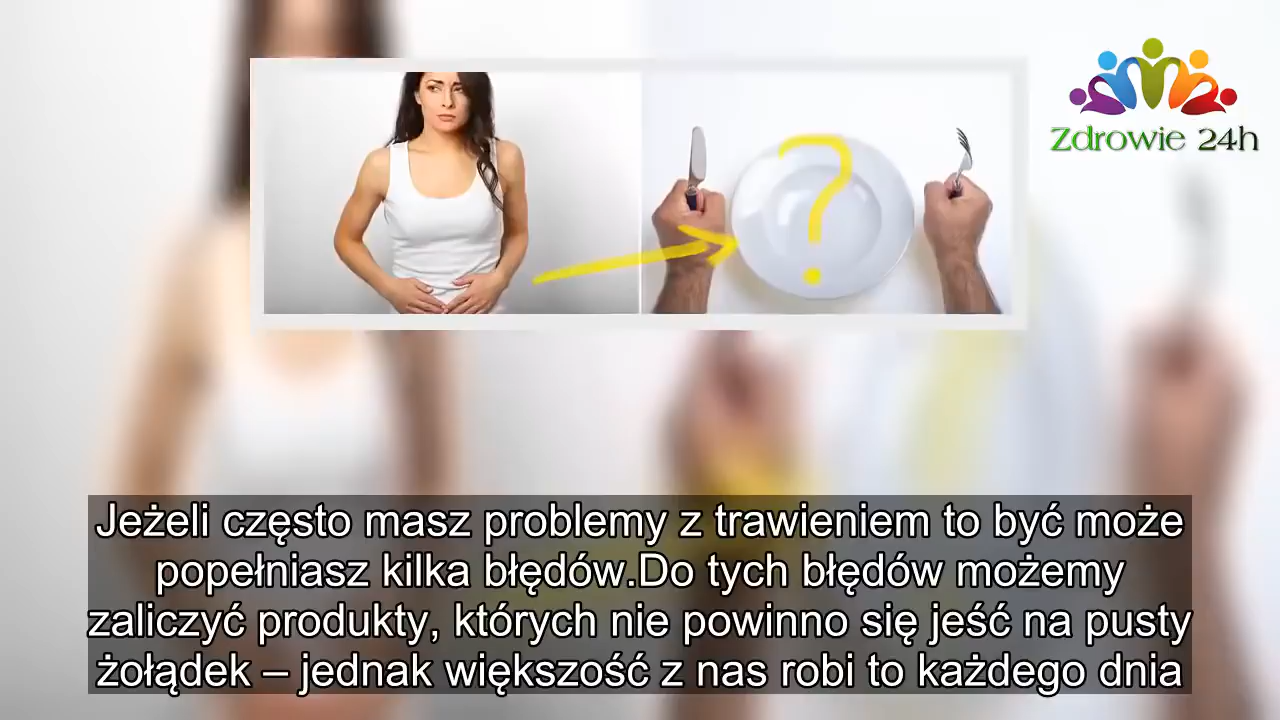 Zdrowie 24h
?
Jeżeli często masz problemy z trawieniem to być może
popełniasz kilka błędów.Do tych błędów możemy
zaliczyć produkty, których nie powinno się jeść na pusty
żołądek – jednak większość z nas robi to każdego dnia